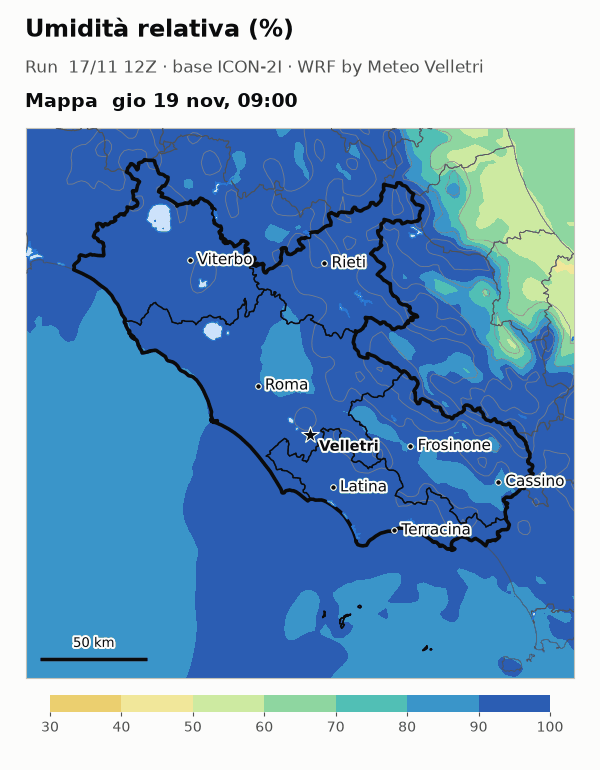 Umidità relativa (%)
Run  17/11 12Z · base ICON-2I · WRF by Meteo Velletri
Mappa  gio 19 nov, 09:00
Viterbo
Rieti
Roma
Velletri
Frosinone
Cassino
Latina
Terracina
50 km
30 40 50 60 70 80 90 100